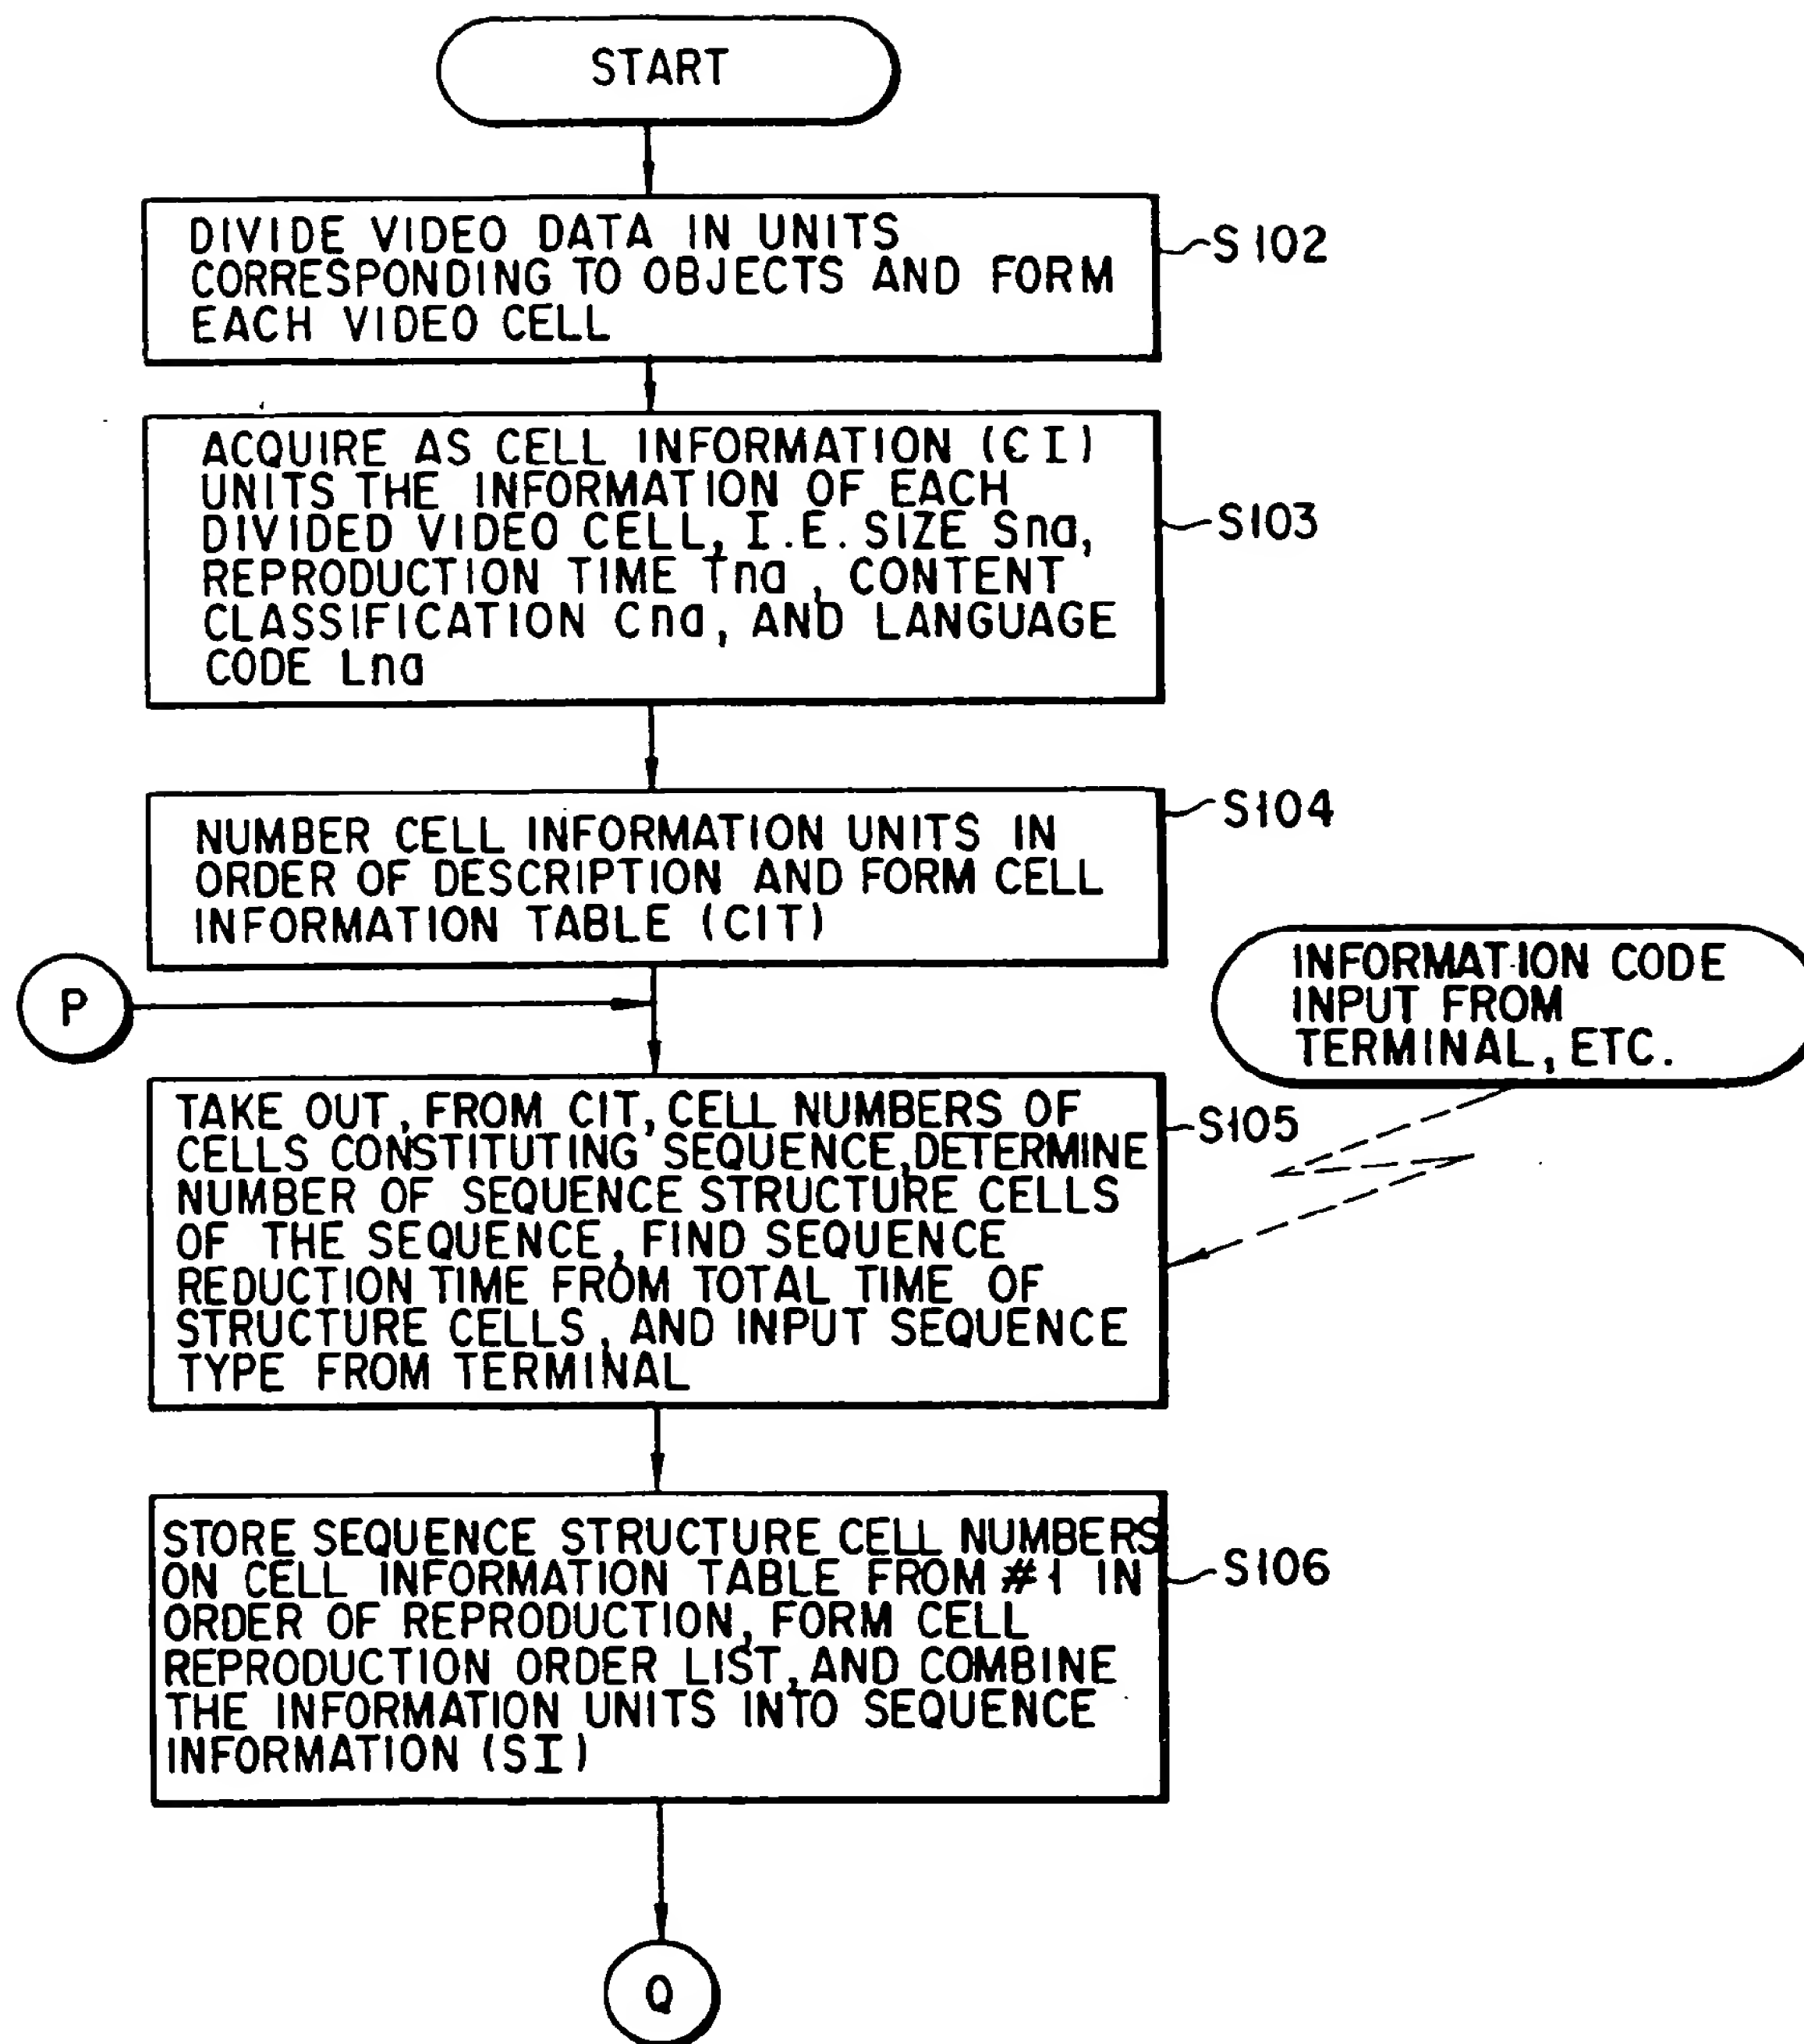 START
DIVIDE VIDEO DATA IN UNITS
CORRESPONDING TO OBJECTS AND FORM
EACH VIDEO CELL
S102
ACQUIRE AS CELL INFORMATION (CI)
UNITS THE INFORMATION OF EACH
DIVIDED VIDEO CELL, I.E. SIZE Sna,
REPRODUCTION TIME Tna, CONTENT
CLASSIFICATION Cna, AND LANGUAGE
CODE Lna
S103
NUMBER CELL INFORMATION UNITS IN
ORDER OF DESCRIPTION AND FORM CELL
INFORMATION TABLE (CIT)
S104
P
INFORMATION CODE
INPUT FROM
TERMINAL, ETC.
TAKE OUT, FROM CIT, CELL NUMBERS OF
CELLS CONSTITUTING SEQUENCE, DETERMINE
NUMBER OF SEQUENCE STRUCTURE CELLS
OF THE SEQUENCE, FIND SEQUENCE
REDUCTION TIME FROM TOTAL TIME OF
STRUCTURE CELLS, AND INPUT SEQUENCE
TYPE FROM TERMINAL
S105
STORE SEQUENCE STRUCTURE CELL NUMBERS
ON CELL INFORMATION TABLE FROM #1 IN
ORDER OF REPRODUCTION, FORM CELL
REPRODUCTION ORDER LIST, AND COMBINE
THE INFORMATION UNITS INTO SEQUENCE
INFORMATION (SI)
S106
Q